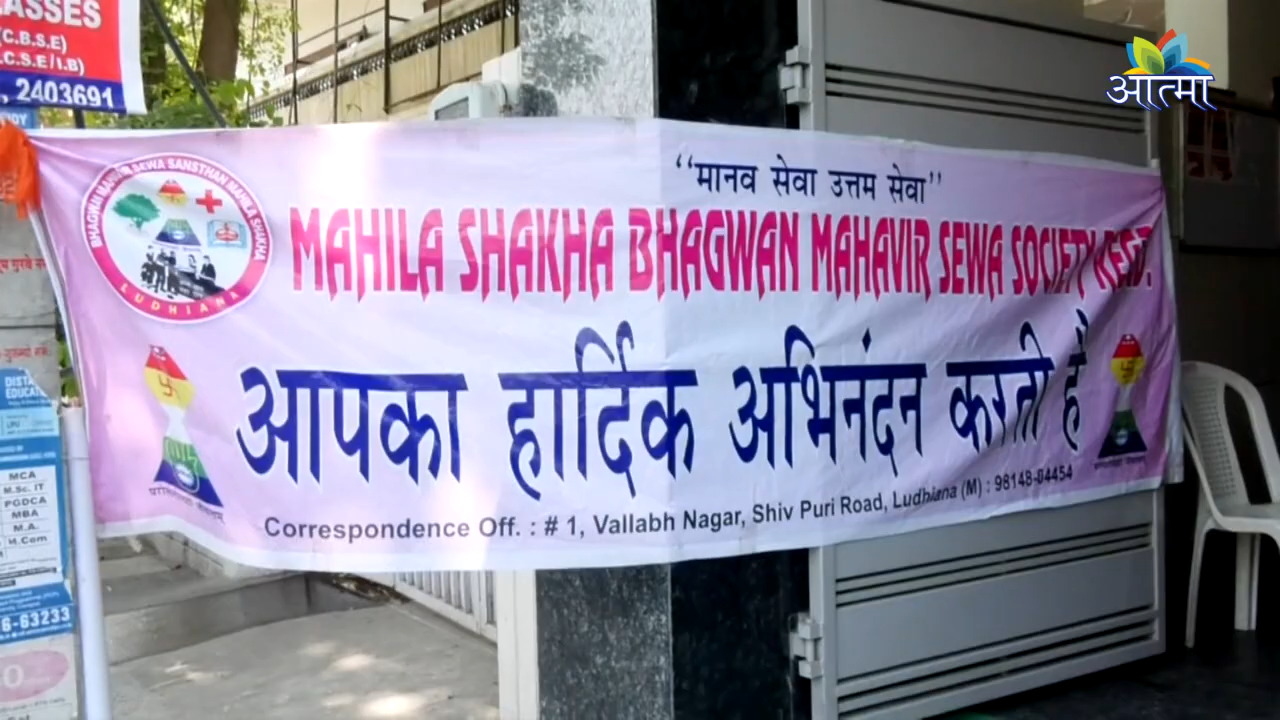 ASSES
(C.B.S.E)
.C.S.E/I.B)
, 2403691
आत्मा
BHAGWAN MAHAVIR SEWA SANSTHAN MAHILA SHAKHA
LUDHIANA
“मानव सेवा उत्तम सेवा”
MAHILA SHAKHA BHAGWAN MAHAVIR SEWA SOCIETY REGD.
आपका हार्दिक अभिनंदन करती है
Correspondence Off. : # 1, Vallabh Nagar, Shiv Puri Road, Ludhiana (M) : 98148-04454
DISTA
EDUCAT
LPU
MCA
M.Sc. IT
PGDCA
MBA
M.A.
M.Com
6-63233